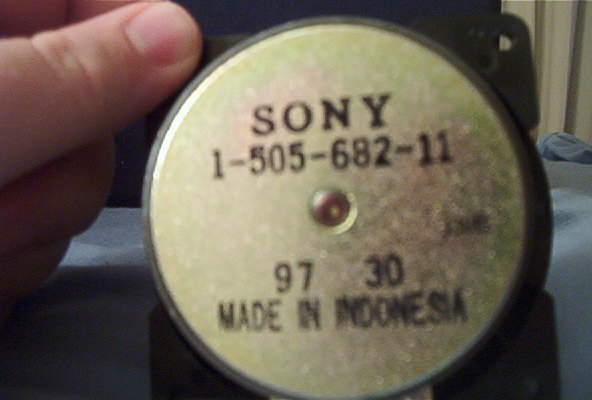 SONY
1-505-682-11
97 30
MADE IN INDONESIA